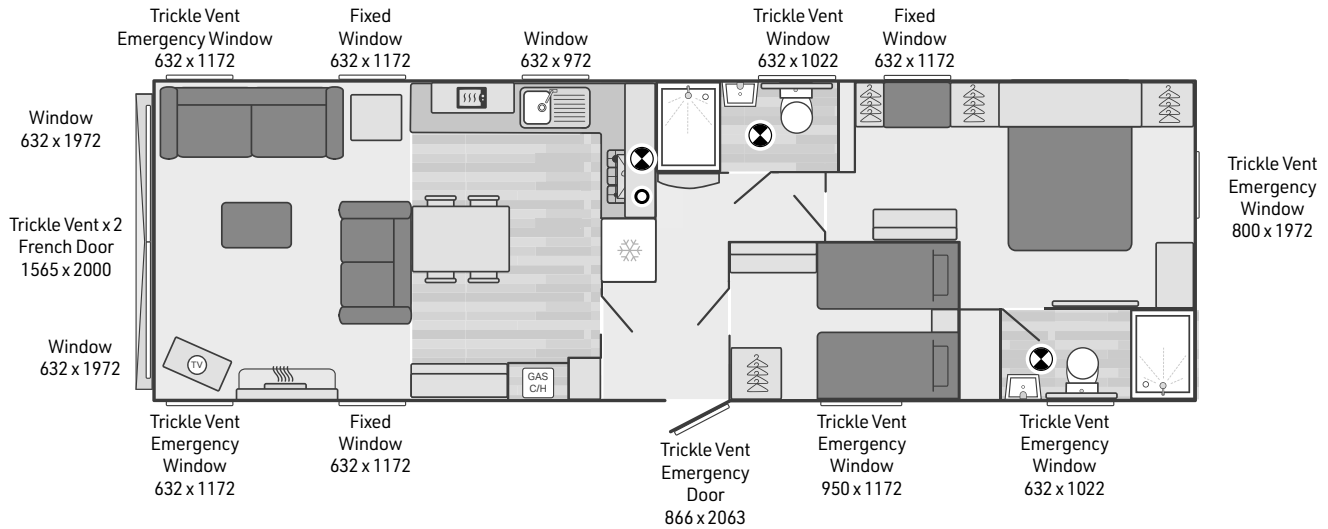 Trickle Vent
Emergency Window
632 x 1172
Fixed
Window
632 x 1172
Window
632 x 972
Trickle Vent
Window
632 x 1022
Fixed
Window
632 x 1172
Window
632 x 1972
Trickle Vent x 2
French Door
1565 x 2000
Window
632 x 1972
Trickle Vent
Emergency
Window
800 x 1972
TV
GAS
C/H
Trickle Vent
Emergency
Window
632 x 1172
Fixed
Window
632 x 1172
Trickle Vent
Emergency
Door
866 x 2063
Trickle Vent
Emergency
Window
950 x 1172
Trickle Vent
Emergency
Window
632 x 1022